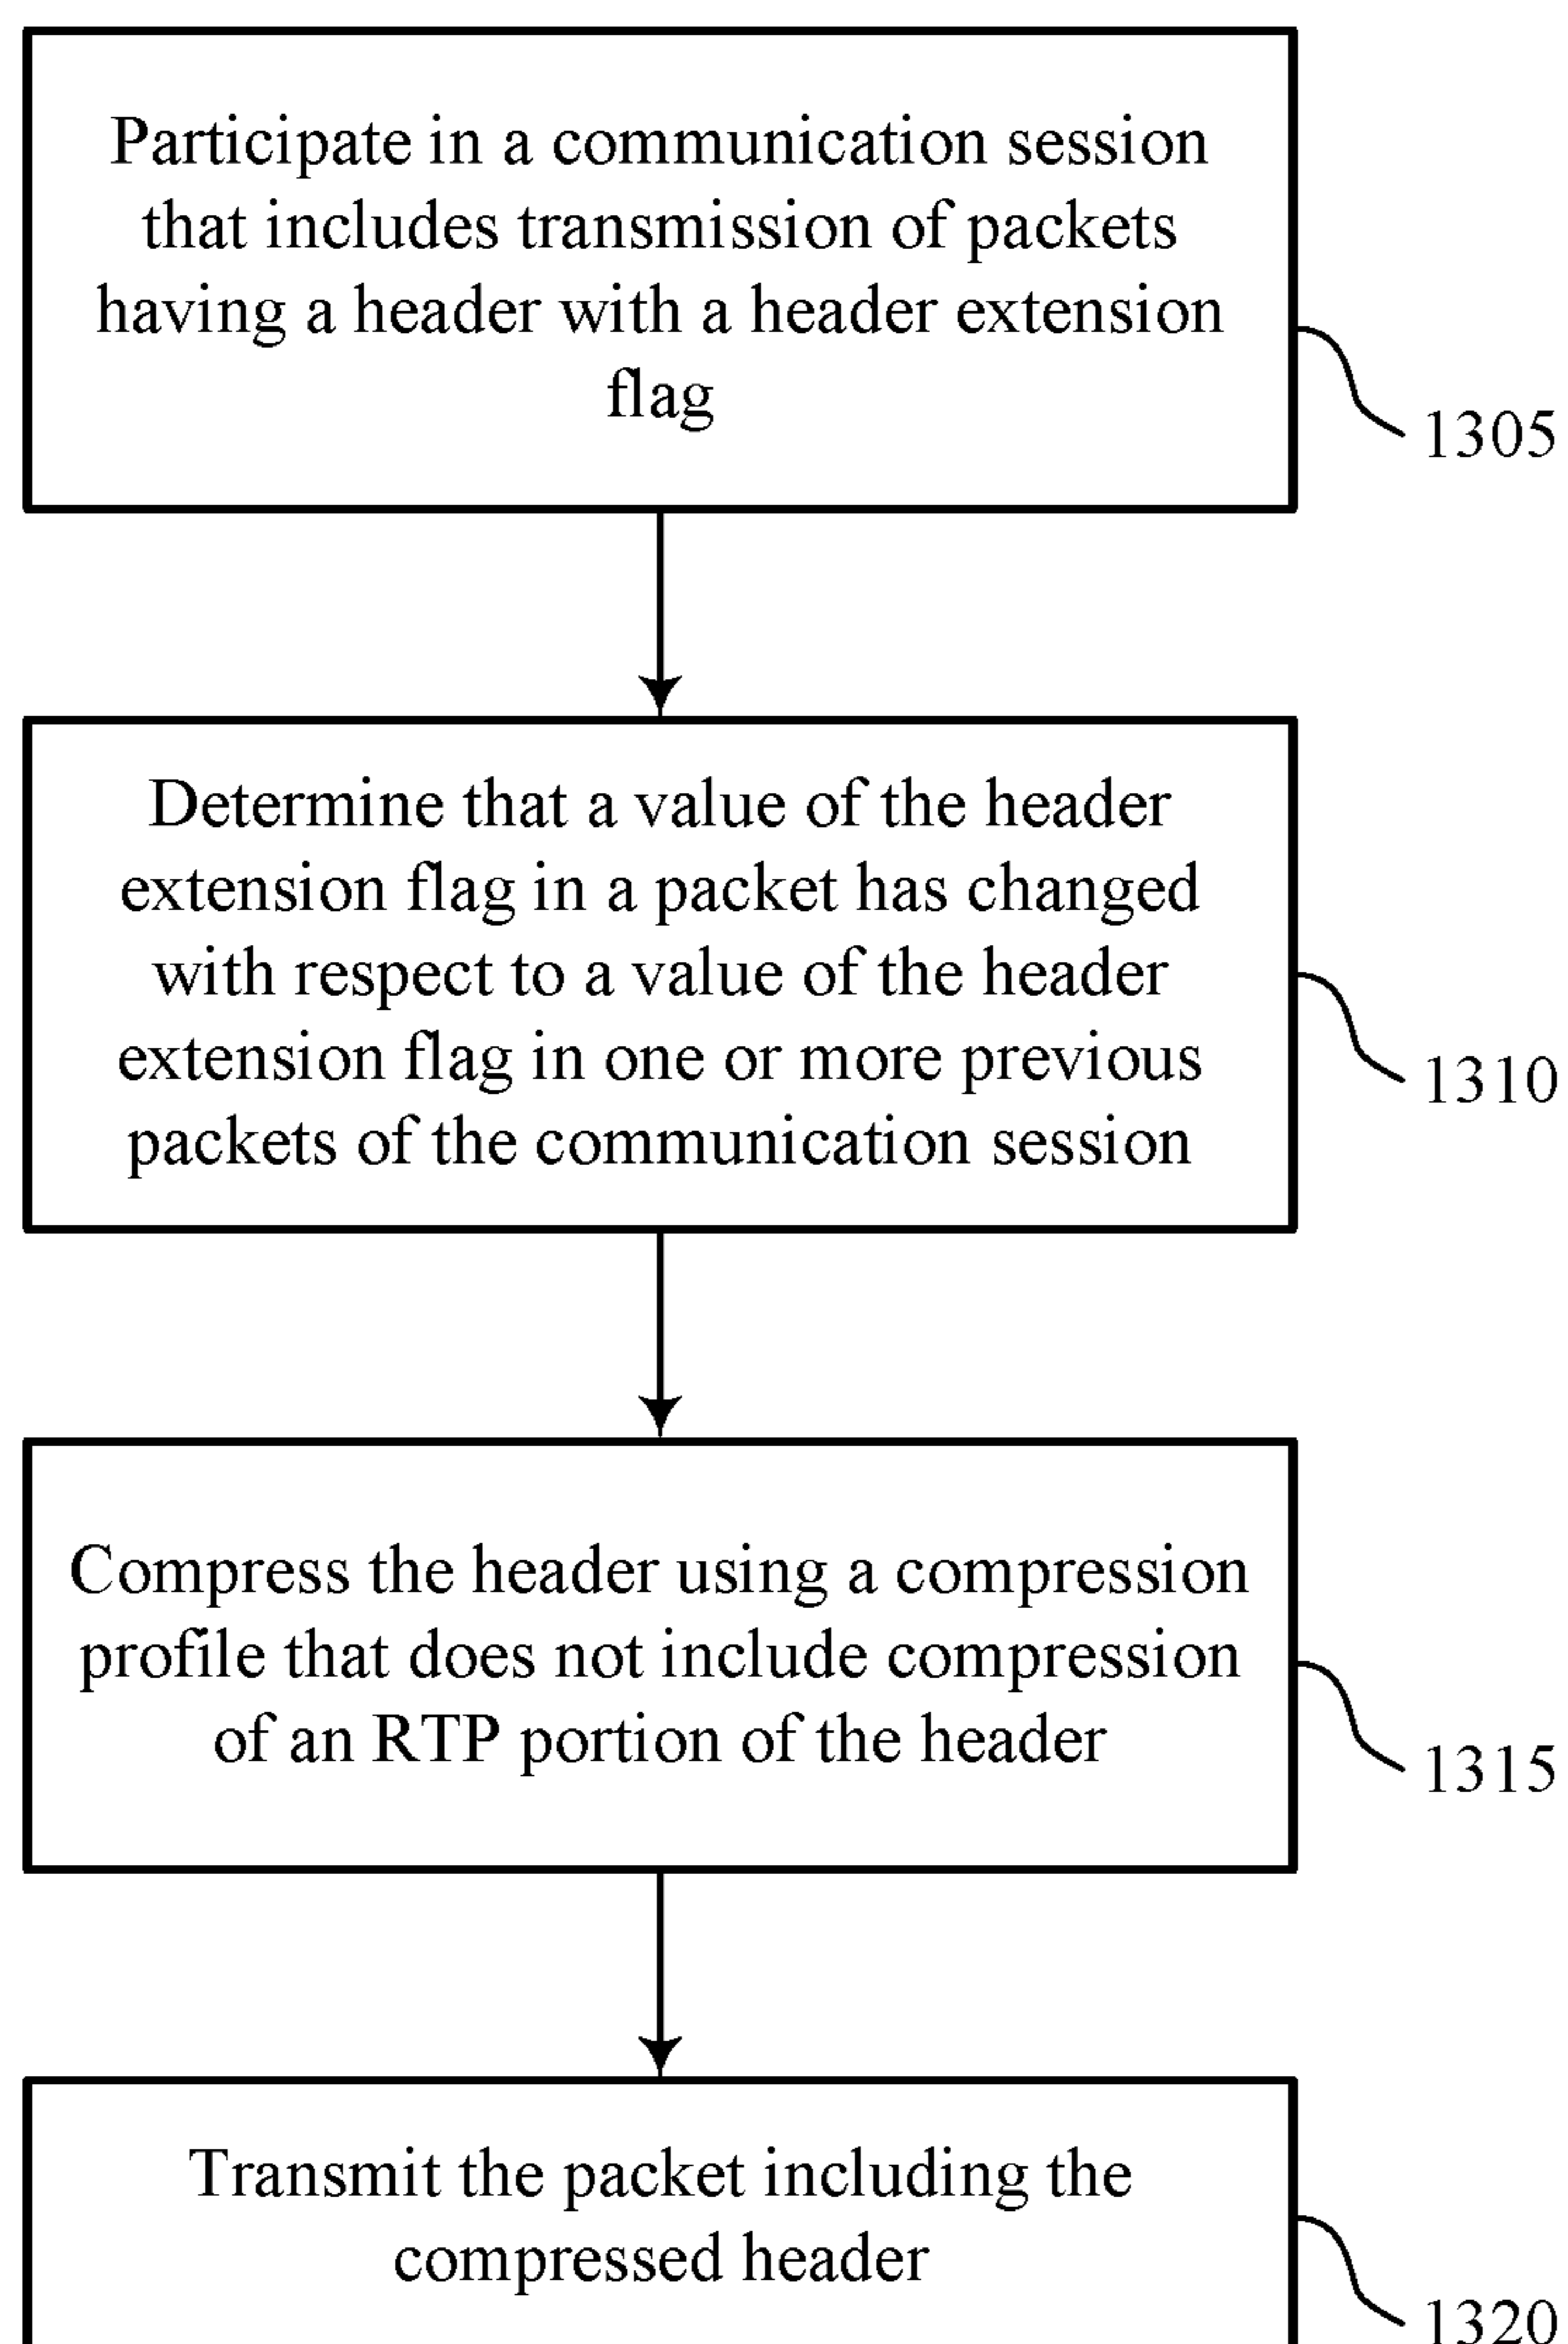 Participate in a communication session
that includes transmission of packets
having a header with a header extension
flag
1305
Determine that a value of the header
extension flag in a packet has changed
with respect to a value of the header
extension flag in one or more previous
packets of the communication session
1310
Compress the header using a compression
profile that does not include compression
of an RTP portion of the header
1315
Transmit the packet including the
compressed header
1320